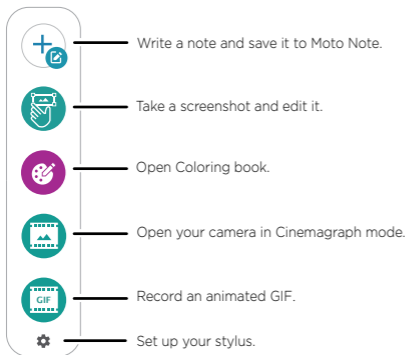 Write a note and save it to Moto Note.
Take a screenshot and edit it.
Open Coloring book.
Open your camera in Cinemagraph mode.
GIF
Record an animated GIF.
Set up your stylus.